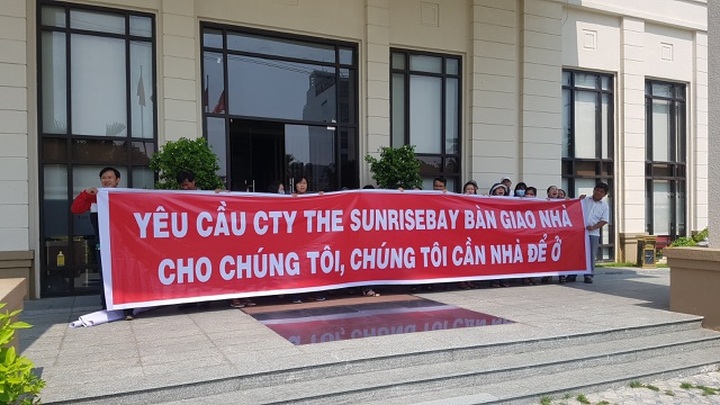 YÊU CẦU CTY THE SUNRISEBAY BÀN GIAO NHÀ
CHO CHÚNG TÔI, CHÚNG TÔI CẦN NHÀ ĐỂ Ở